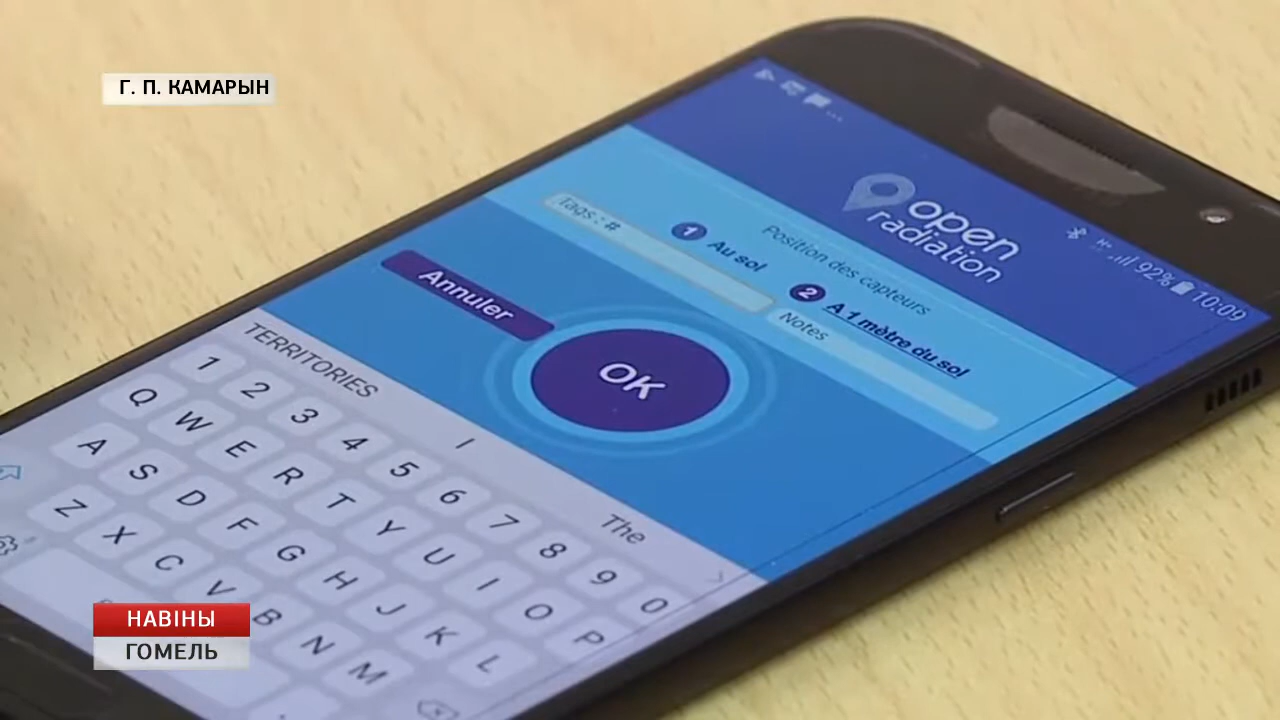 Г. П. КАМАРЫН
92% 10:09
open
radiation
Position des capteurs
1 Au sol
2 A 1 mètre du sol
Tags : #
Notes
Annuler
OK
TERRITORIES
I
The
1 2 3 4 5 6 7 8 9 0
Q W E R T Y U I O P
A S D F G H J K L
Z X C V B N M
НАВІНЫ
ГОМЕЛЬ